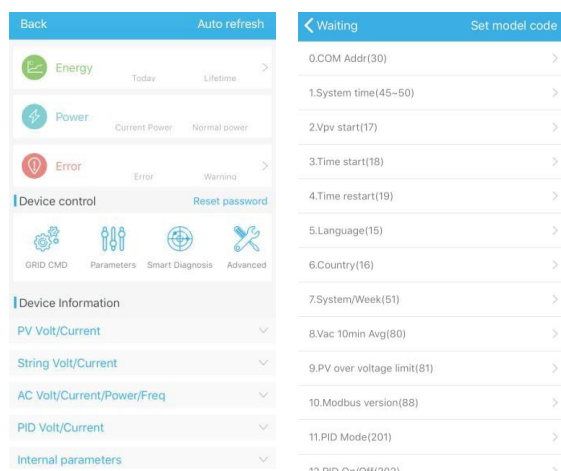 Back Auto refresh
Energy
Today Lifetime
Power
Current Power Normal power
Error
Error Warning
Device control Reset password
GRID CMD Parameters Smart Diagnosis Advanced
Device Information
PV Volt/Current
String Volt/Current
AC Volt/Current/Power/Freq
PID Volt/Current
Internal parameters
Waiting Set model code
0.COM Addr(30)
1.System time(45~50)
2.Vpv start(17)
3.Time start(18)
4.Time restart(19)
5.Language(15)
6.Country(16)
7.System/Week(51)
8.Vac 10min Avg(80)
9.PV over voltage limit(81)
10.Modbus version(88)
11.PID Mode(201)
12.PID On/Off(202)